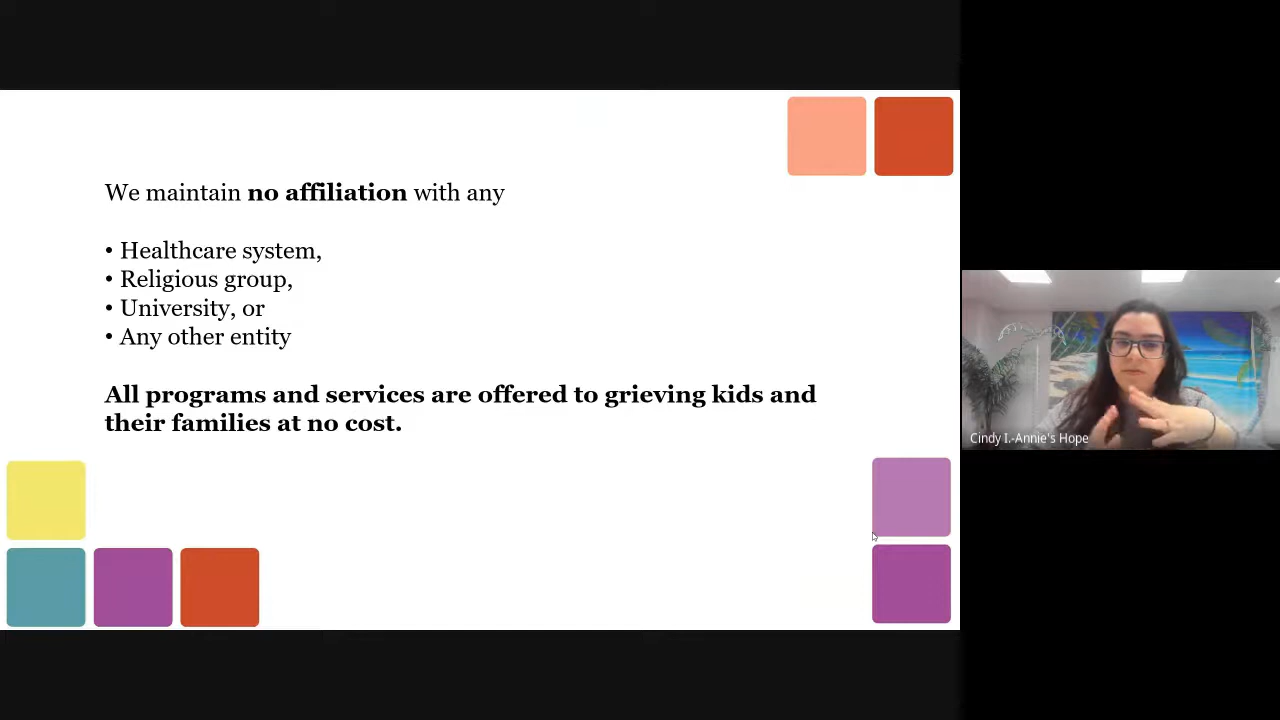 We maintain no affiliation with any
• Healthcare system,
• Religious group,
• University, or
• Any other entity
All programs and services are offered to grieving kids and
their families at no cost.
Cindy I.-Annie's Hope